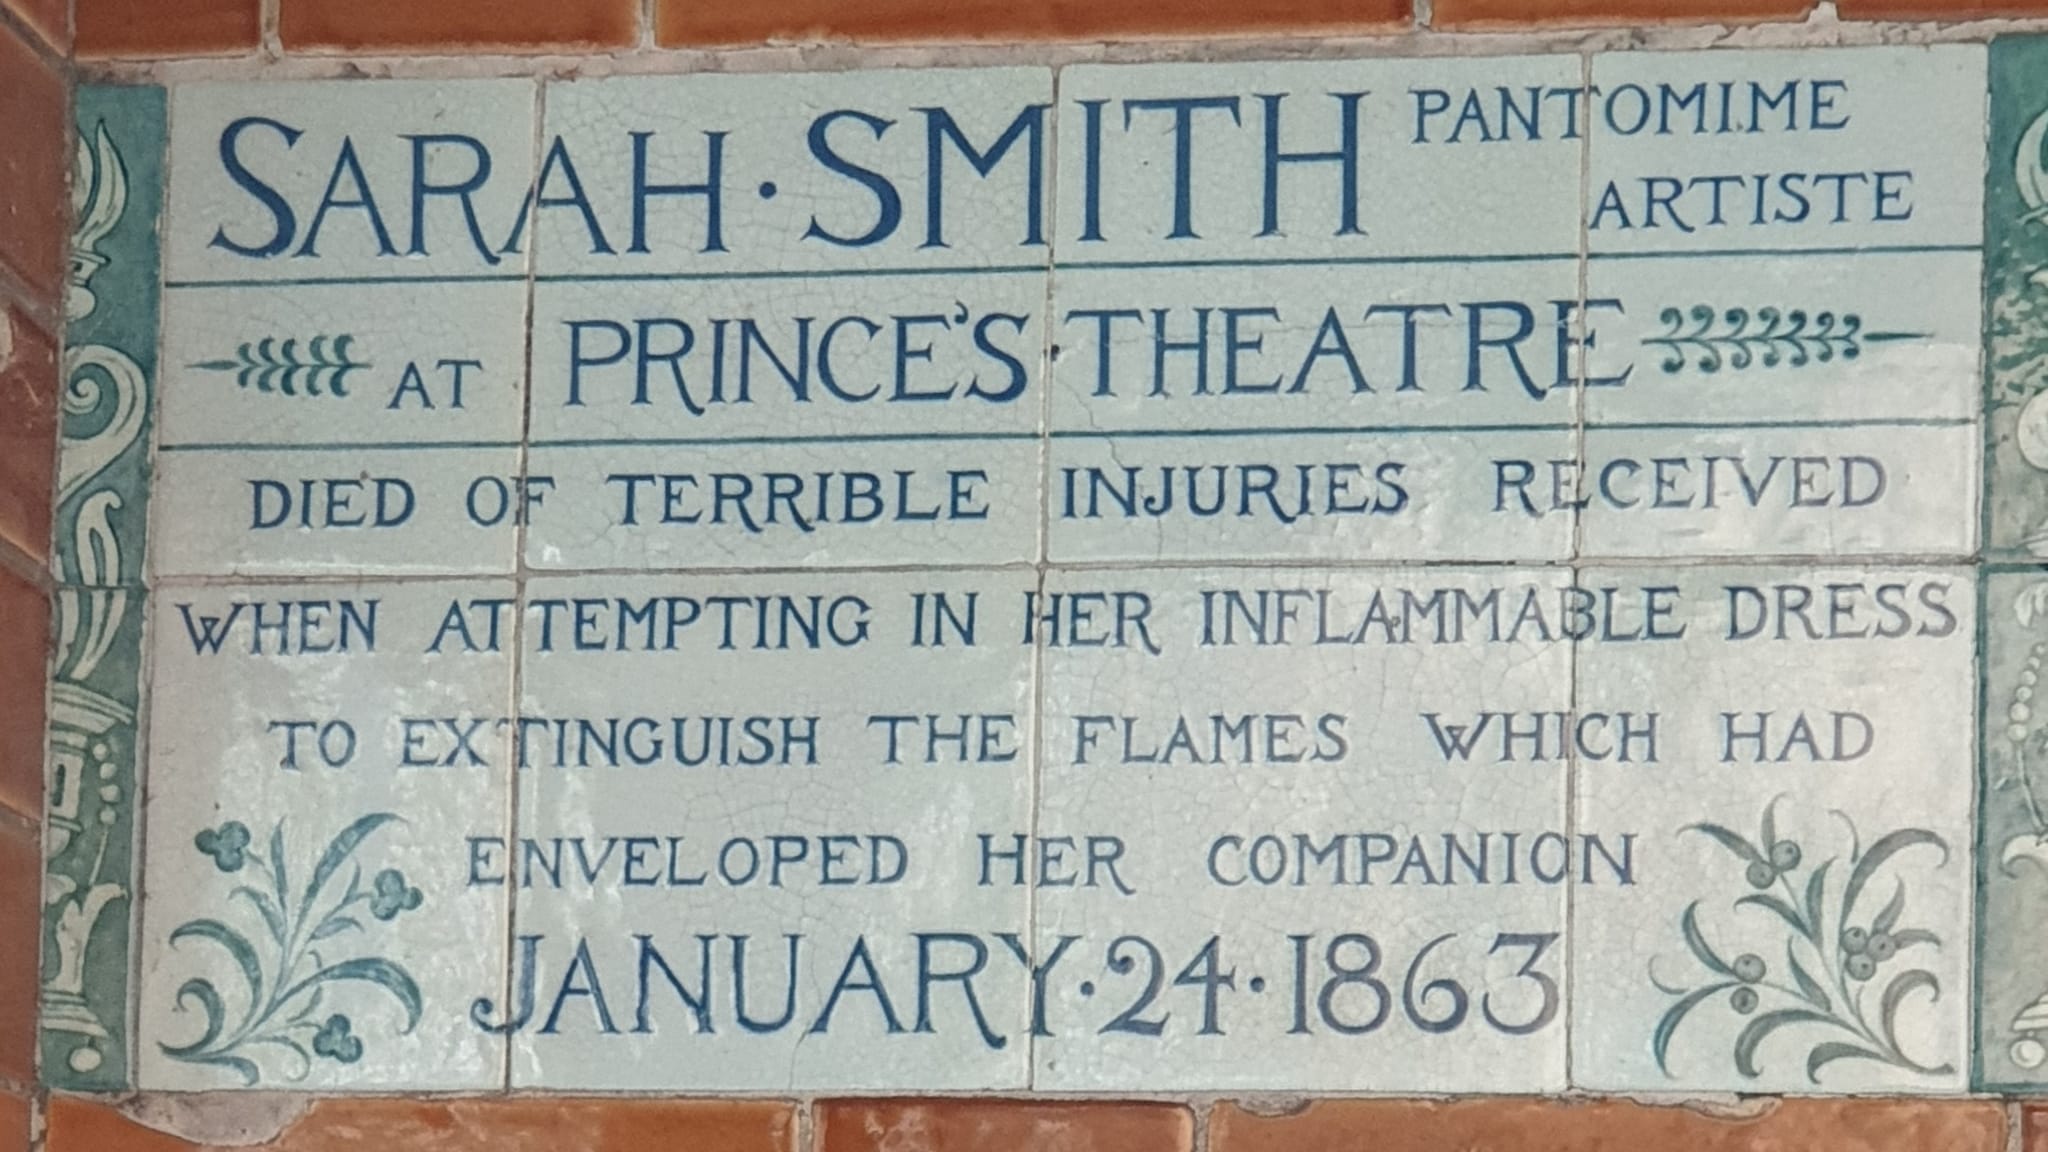 SARAH · SMITH PANTOMIME
ARTISTE
AT PRINCE'S THEATRE
DIED OF TERRIBLE INJURIES RECEIVED
WHEN ATTEMPTING IN HER INFLAMMABLE DRESS
TO EXTINGUISH THE FLAMES WHICH HAD
ENVELOPED HER COMPANION
JANUARY · 24 · 1863